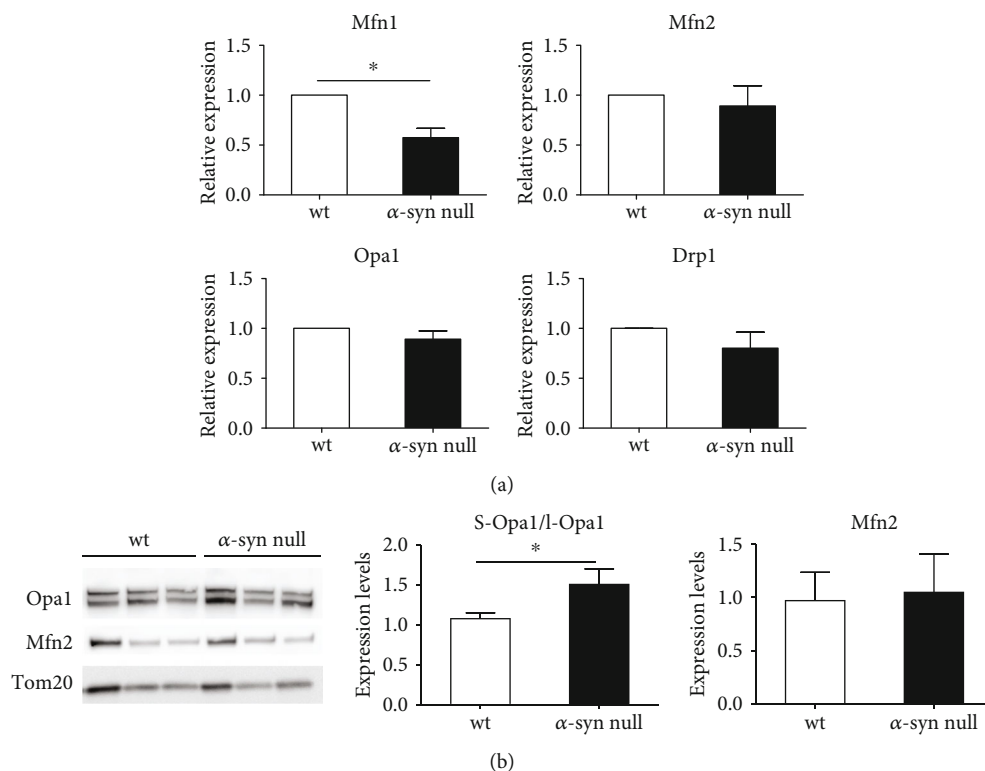 Mfn1
Relative expression
1.5
1.0
0.5
0.0
*
wt
α-syn null
Mfn2
Relative expression
1.5
1.0
0.5
0.0
wt
α-syn null
Opa1
Relative expression
1.5
1.0
0.5
0.0
wt
α-syn null
Drp1
Relative expression
1.5
1.0
0.5
0.0
wt
α-syn null
(a)
wt
α-syn null
Opa1
Mfn2
Tom20
S-Opa1/l-Opa1
Expression levels
2.0
1.5
1.0
0.5
0.0
*
wt
α-syn null
Mfn2
Expression levels
1.5
1.0
0.5
0.0
wt
α-syn null
(b)